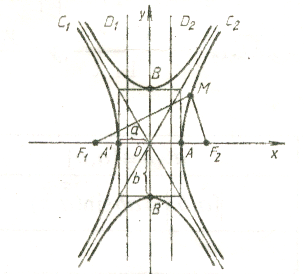 C₁ D₁ y D₂ C₂
B
M
a
F₁ A' O A F₂ x
b
B'